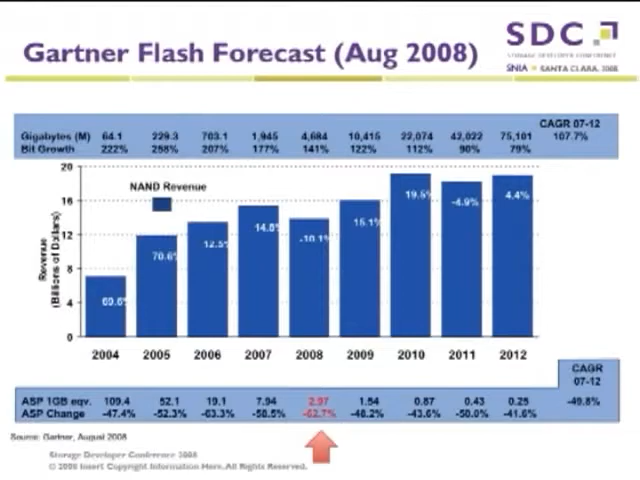 Gartner Flash Forecast (Aug 2008)
SDC
STORAGE DEVELOPER CONFERENCE
SNIA SANTA CLARA, 2008
CAGR 07-12
Gigabytes (M) 64.1 229.3 703.1 1,945 4,684 10,415 22,074 42,022 75,101 107.7%
Bit Growth 222% 258% 207% 177% 141% 122% 112% 90% 79%
NAND Revenue
Revenue
(Billions of Dollars)
20
16
12
8
4
0
69.6%
70.6%
12.5%
14.8%
-10.1%
15.1%
19.5%
-4.9%
4.4%
2004 2005 2006 2007 2008 2009 2010 2011 2012
CAGR
07-12
ASP 1GB eqv. 109.4 52.1 19.1 7.94 2.97 1.54 0.87 0.43 0.25 -49.8%
ASP Change -47.4% -52.3% -63.3% -58.5% -62.7% -48.2% -43.6% -50.0% -41.6%
Source: Gartner, August 2008
Storage Developer Conference 2008
© 2008 Insert Copyright Information Here. All Rights Reserved.